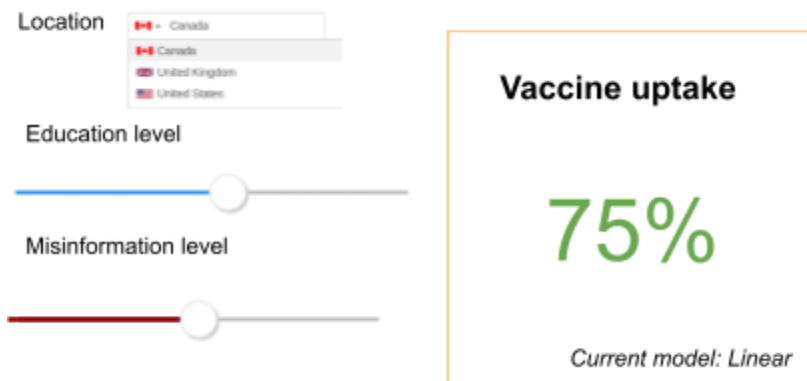 Location
Canada
Canada
United Kingdom
United States
Education level
Misinformation level
Vaccine uptake
75%
Current model: Linear